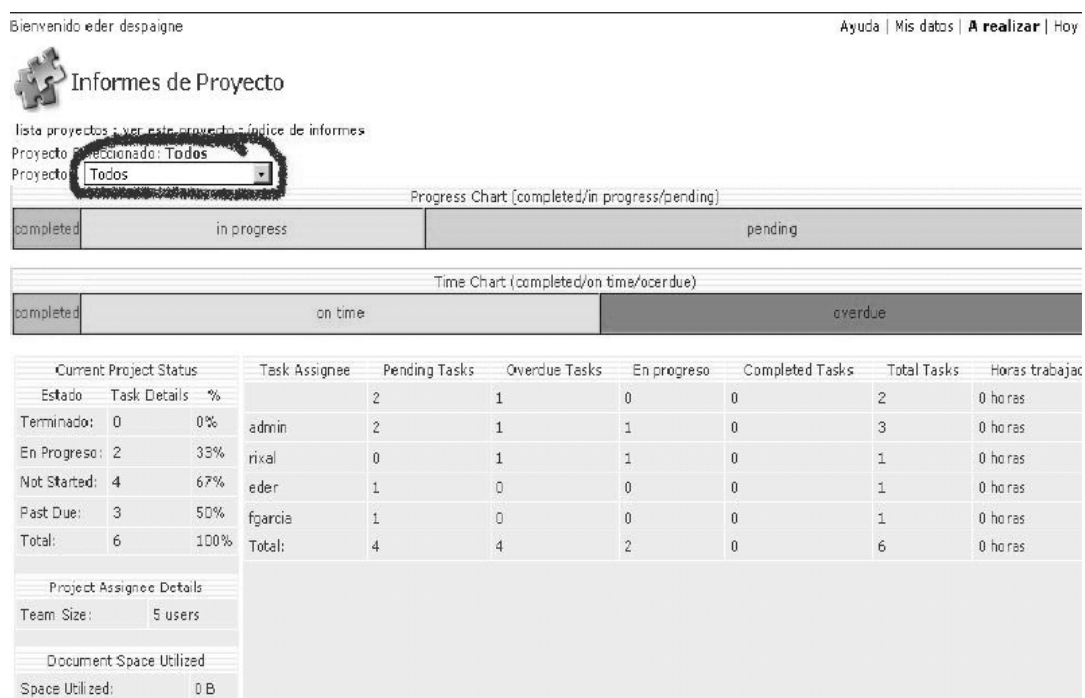 Bienvenido eder despaigne
Ayuda | Mis datos | A realizar | Hoy
Informes de Proyecto
lista proyectos : ver este proyecto : índice de informes
Proyecto Seleccionado: Todos
Proyecto Todos
Progress Chart (completed/in progress/pending)
completed in progress pending
Time Chart (completed/on time/ocerdue)
completed on time overdue
Current Project Status
Estado Task Details %
Terminado: 0 0%
En Progreso: 2 33%
Not Started: 4 67%
Past Due: 3 50%
Total: 6 100%
Project Assignee Details
Team Size: 5 users
Document Space Utilized
Space Utilized: 0 B
Task Assignee Pending Tasks Overdue Tasks En progreso Completed Tasks Total Tasks Horas trabajad
2 1 0 0 2 0 horas
admin 2 1 1 0 3 0 horas
rixal 0 1 1 0 1 0 horas
eder 1 0 0 0 1 0 horas
fgarcia 1 0 0 0 1 0 horas
Total: 4 4 2 0 6 0 horas